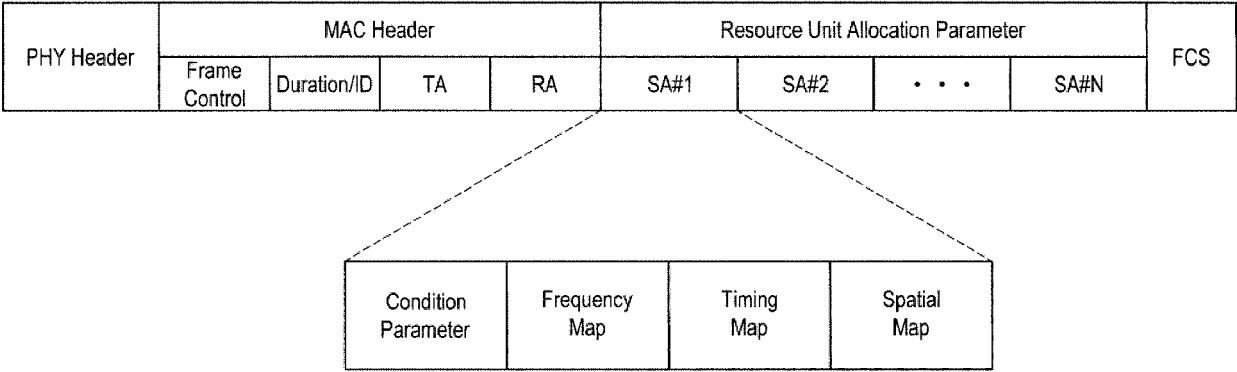 PHY Header
MAC Header
Resource Unit Allocation Parameter
FCS
Frame
Control
Duration/ID
TA
RA
SA#1
SA#2
• • •
SA#N
Condition
Parameter
Frequency
Map
Timing
Map
Spatial
Map